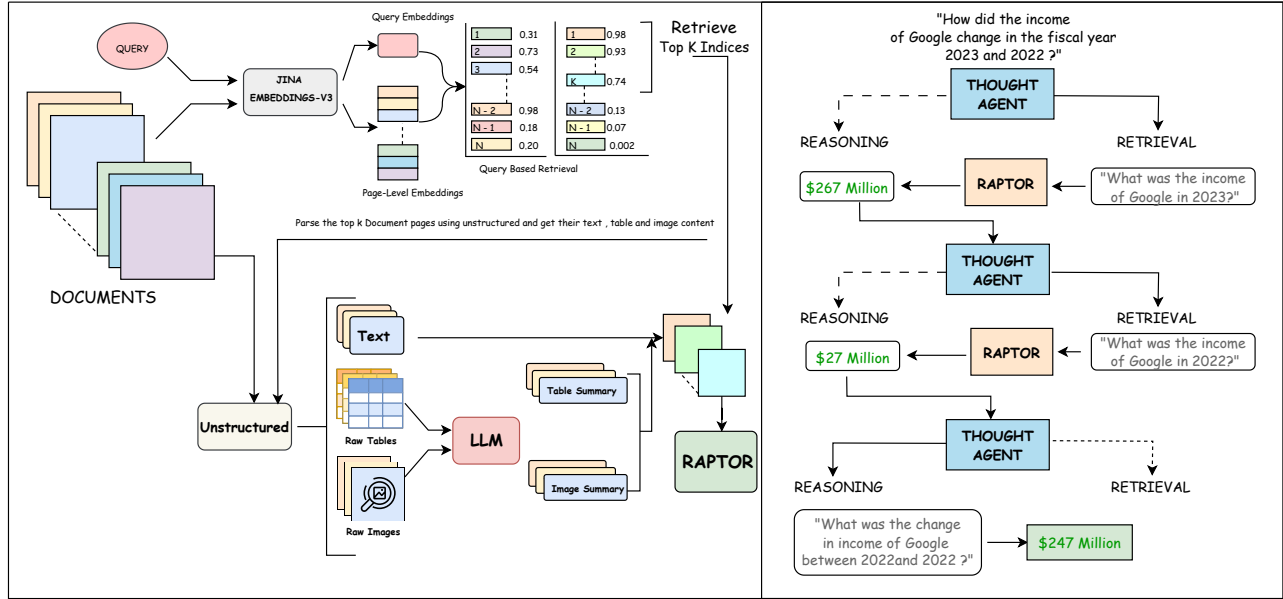 QUERY
DOCUMENTS
JINA
EMBEDDINGS-V3
Query Embeddings
Page-Level Embeddings
1 0.31
2 0.73
3 0.54
N - 2 0.98
N - 1 0.18
N 0.20
Query Based Retrieval
1 0.98
2 0.93
K 0.74
N - 2 0.13
N - 1 0.07
N 0.002
Retrieve
Top K Indices
Parse the top k Document pages using unstructured and get their text , table and image content
Unstructured
Text
Raw Tables
Raw Images
LLM
Table Summary
Image Summary
RAPTOR
"How did the income
of Google change in the fiscal year
2023 and 2022 ?"
THOUGHT
AGENT
REASONING
RETRIEVAL
$267 Million
RAPTOR
"What was the income
of Google in 2023?"
THOUGHT
AGENT
REASONING
RETRIEVAL
$27 Million
RAPTOR
"What was the income
of Google in 2022?"
THOUGHT
AGENT
REASONING
RETRIEVAL
"What was the change
in income of Google
between 2022and 2022 ?"
$247 Million